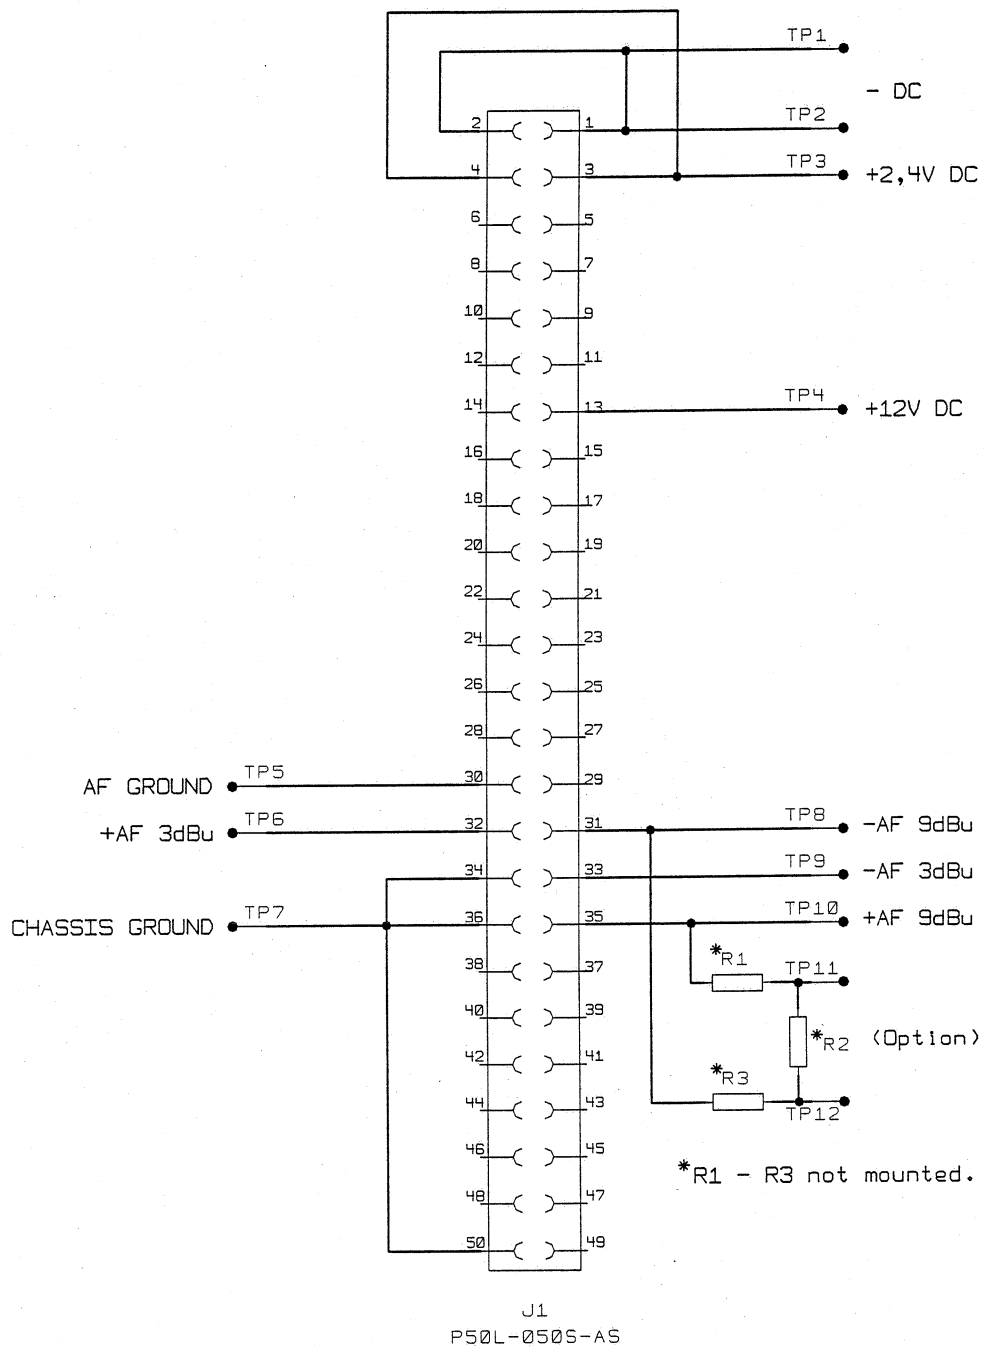 TP1
- DC
TP2
2 1
TP3
4 3 +2,4V DC
6 5
8 7
10 9
12 11
TP4
14 13 +12V DC
16 15
18 17
20 19
22 21
24 23
26 25
28 27
AF GROUND TP5 30 29
+AF 3dBu TP6 32 31 TP8 -AF 9dBu
34 33 TP9 -AF 3dBu
CHASSIS GROUND TP7 36 35 TP10 +AF 9dBu
*R1 TP11
38 37
40 39
*R2 (Option)
42 41
*R3
44 43 TP12
46 45
*R1 - R3 not mounted.
48 47
50 49
J1
P50L-050S-AS